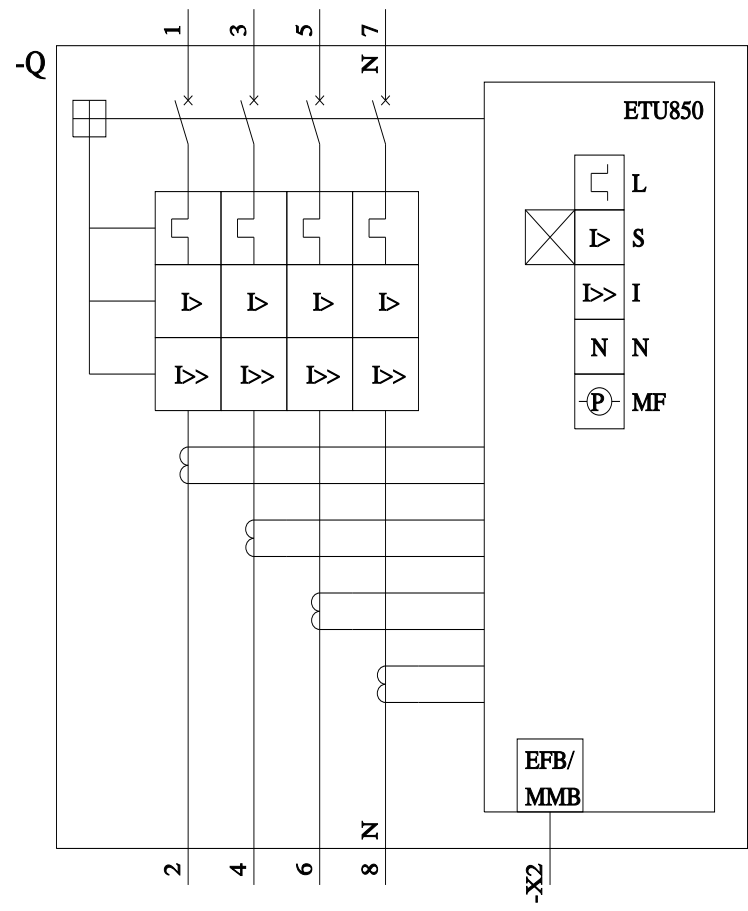 1 3 5 7
-Q
N
ETU850
L
I> S
I> I> I> I>
I>> I
I>> I>> I>> I>>
N N
P MF
EFB/
MMB
N
2 4 6 8
-X2